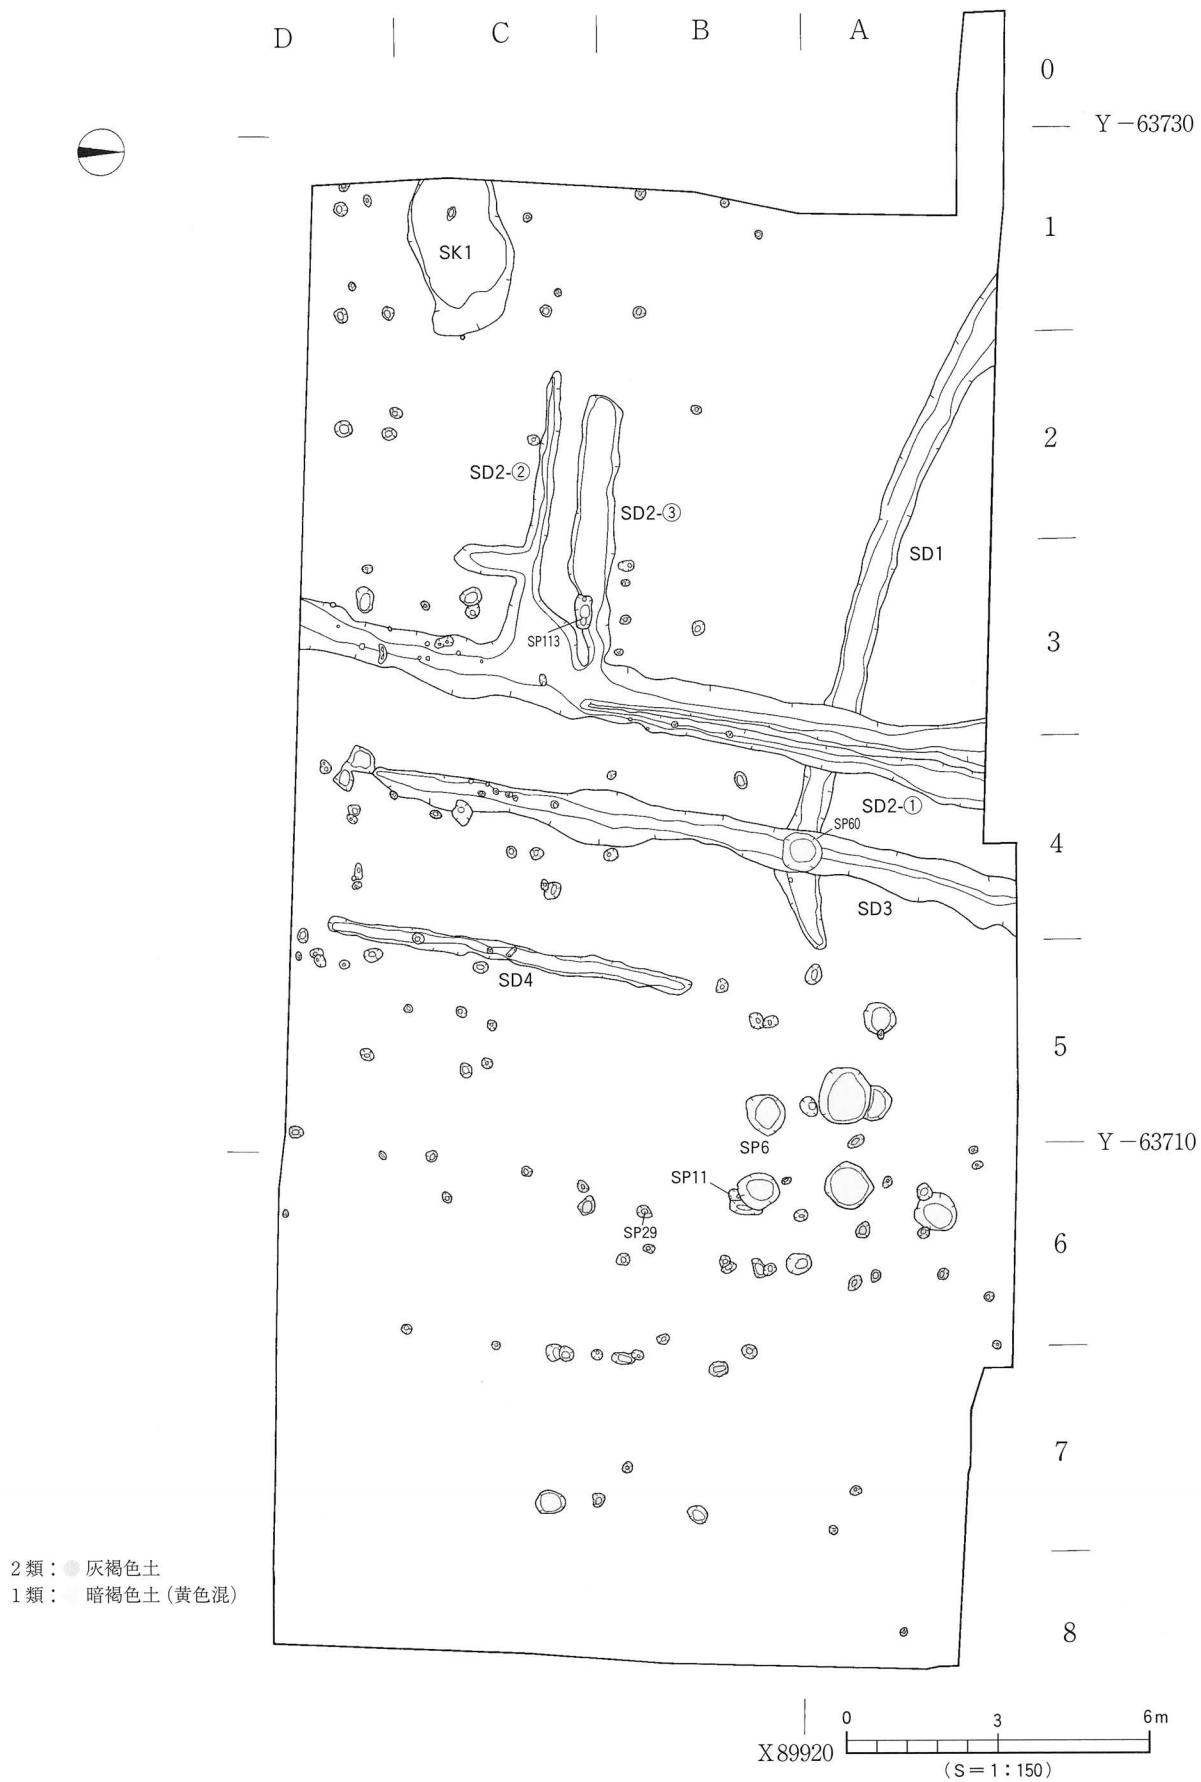 D C B A
0
Y－63730
1
SK1
2
SD2-②
SD2-③
SD1
3
SP113
SD2-①
SP60
4
SD3
SD4
5
SP6
Y－63710
SP11
SP29
6
7
2類： 灰褐色土
1類： 暗褐色土（黄色混）
8
0 3 6m
X89920
（S＝1：150）